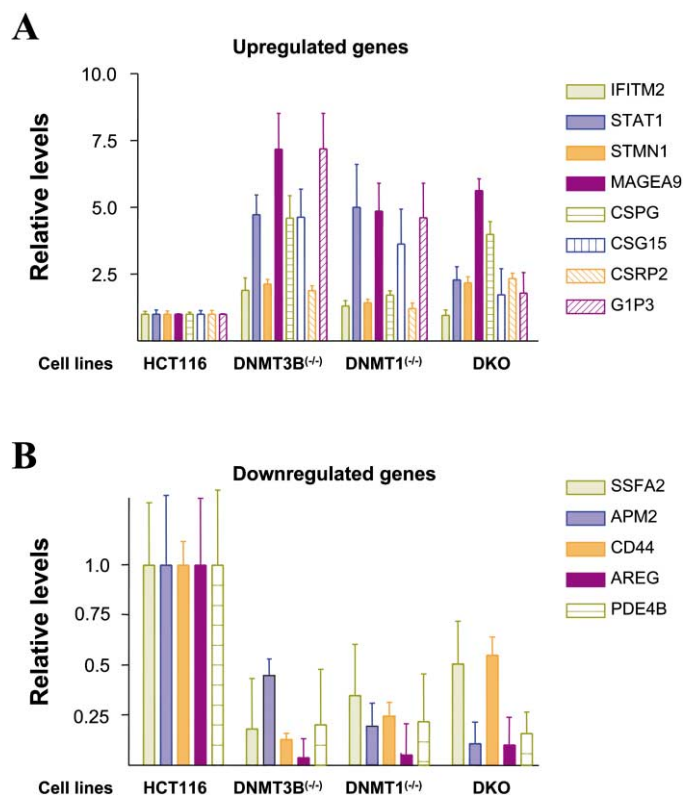 A
Upregulated genes
Relative levels
10.0
7.5
5.0
2.5
IFITM2
STAT1
STMN1
MAGEA9
CSPG
CSG15
CSRP2
G1P3
Cell lines HCT116 DNMT3B(-/-) DNMT1(-/-) DKO
B
Downregulated genes
Relative levels
1.0
0.75
0.5
0.25
SSFA2
APM2
CD44
AREG
PDE4B
Cell lines HCT116 DNMT3B(-/-) DNMT1(-/-) DKO